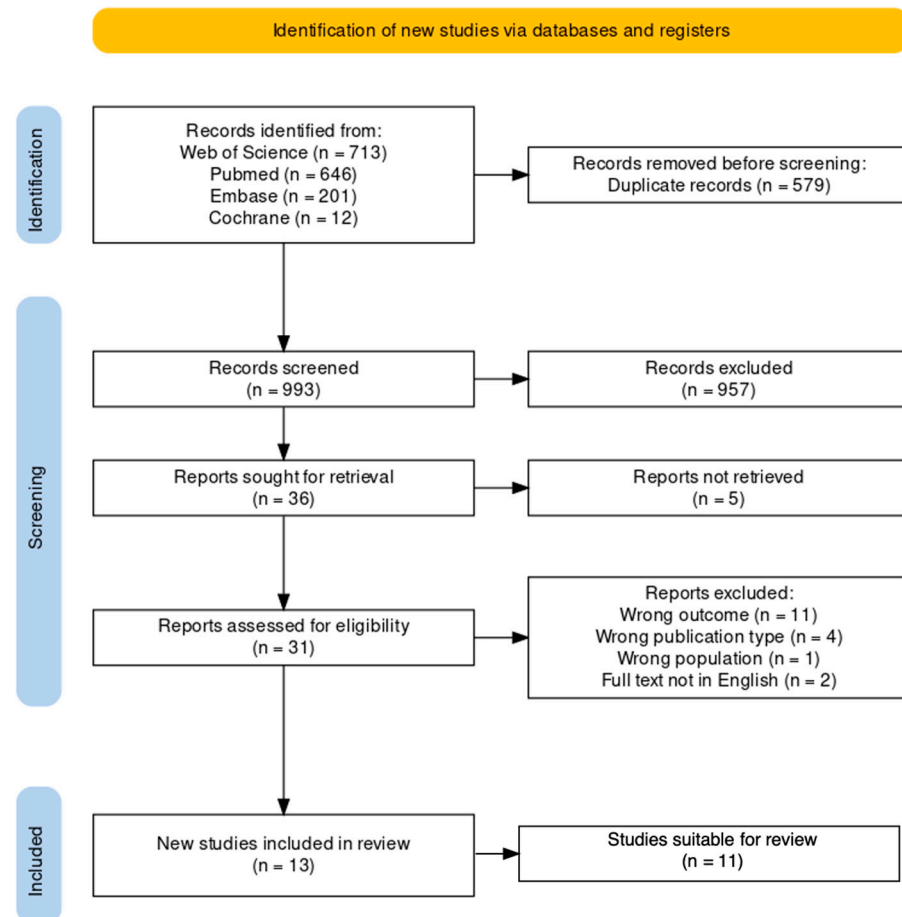 Identification of new studies via databases and registers
Identification
Records identified from:
Web of Science (n = 713)
Pubmed (n = 646)
Embase (n = 201)
Cochrane (n = 12)
Records removed before screening:
Duplicate records (n = 579)
Screening
Records screened
(n = 993)
Records excluded
(n = 957)
Reports sought for retrieval
(n = 36)
Reports not retrieved
(n = 5)
Reports assessed for eligibility
(n = 31)
Reports excluded:
Wrong outcome (n = 11)
Wrong publication type (n = 4)
Wrong population (n = 1)
Full text not in English (n = 2)
Included
New studies included in review
(n = 13)
Studies suitable for review
(n = 11)